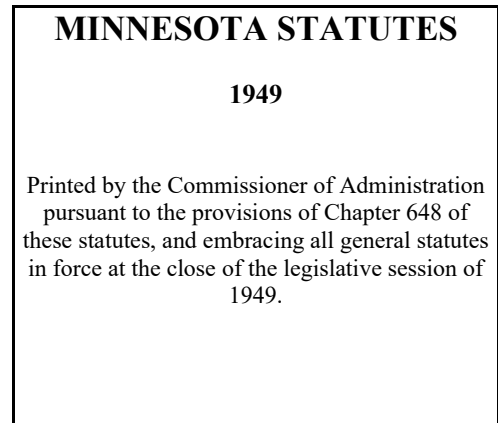 MINNESOTA STATUTES
1949
Printed by the Commissioner of Administration
pursuant to the provisions of Chapter 648 of
these statutes, and embracing all general statutes
in force at the close of the legislative session of
1949.